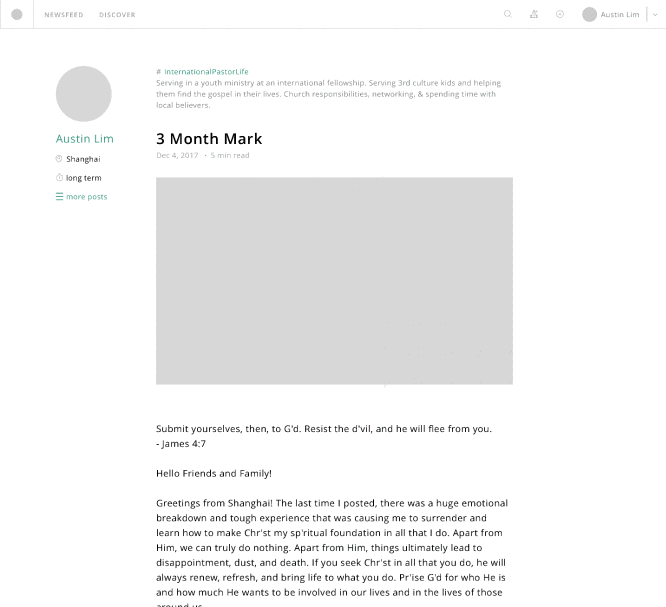 NEWSFEED DISCOVER Austin Lim
# InternationalPastorLife
Serving in a youth ministry at an international fellowship. Serving 3rd culture kids and helping
them find the gospel in their lives. Church responsibilities, networking, & spending time with
local believers.
Austin Lim
Shanghai
long term
more posts
3 Month Mark
Dec 4, 2017 · 5 min read
Submit yourselves, then, to G'd. Resist the d'vil, and he will flee from you.
- James 4:7
Hello Friends and Family!
Greetings from Shanghai! The last time I posted, there was a huge emotional
breakdown and tough experience that was causing me to surrender and
learn how to make Chr'st my sp'ritual foundation in all that I do. Apart from
Him, we can truly do nothing. Apart from Him, things ultimately lead to
disappointment, dust, and death. If you seek Chr'st in all that you do, he will
always renew, refresh, and bring life to what you do. Pr'ise G'd for who He is
and how much He wants to be involved in our lives and in the lives of those
around us.